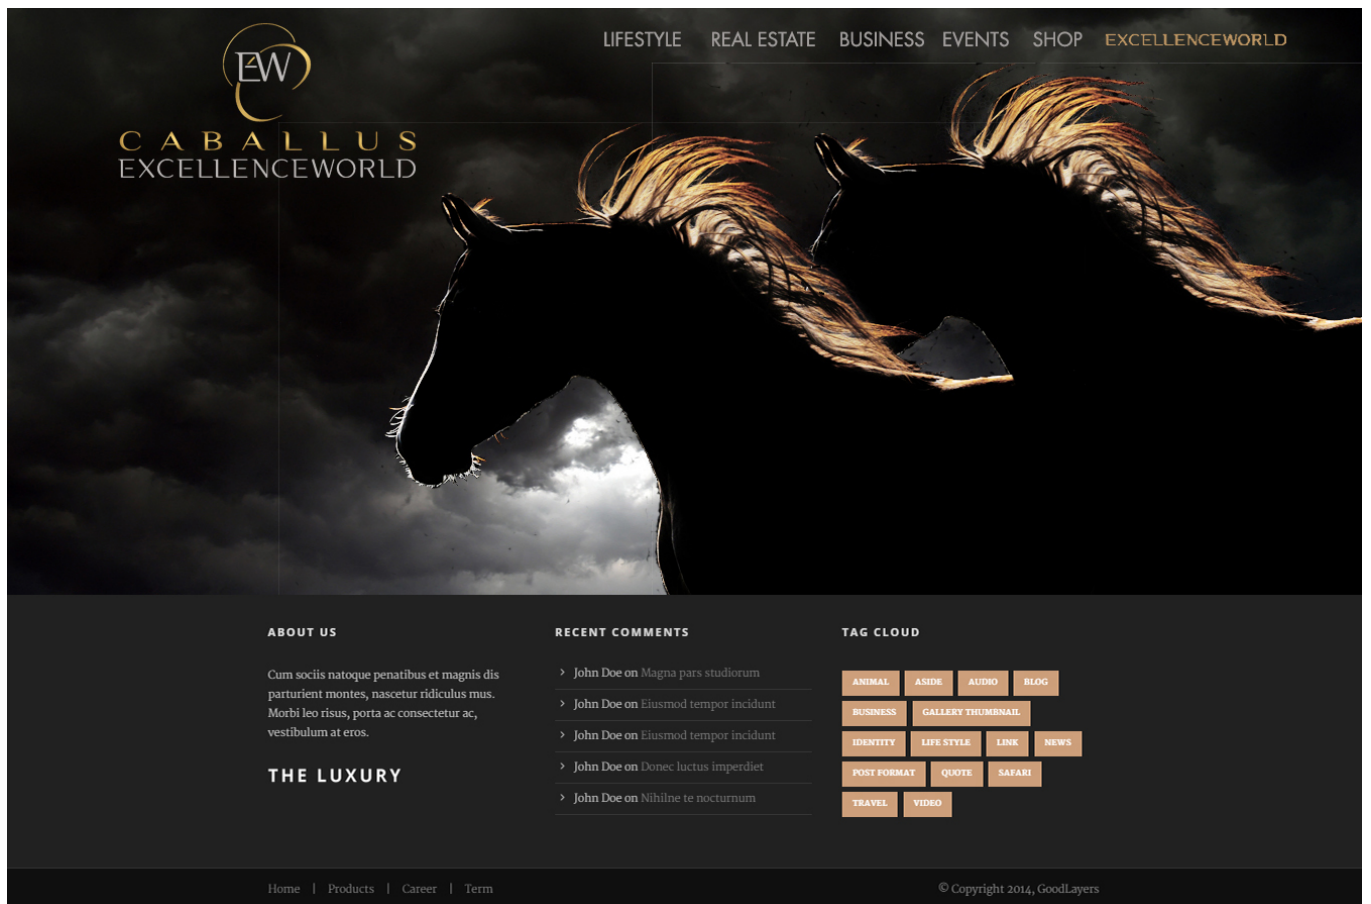 EW
CABALLUS
EXCELLENCEWORLD
LIFESTYLE REAL ESTATE BUSINESS EVENTS SHOP EXCELLENCEWORLD
ABOUT US
Cum sociis natoque penatibus et magnis dis
parturient montes, nascetur ridiculus mus.
Morbi leo risus, porta ac consectetur ac,
vestibulum at eros.
THE LUXURY
RECENT COMMENTS
John Doe on Magna pars studiorum
John Doe on Eiusmod tempor incidunt
John Doe on Eiusmod tempor incidunt
John Doe on Donec luctus imperdiet
John Doe on Nihilne te nocturnum
TAG CLOUD
ANIMAL ASIDE AUDIO BLOG
BUSINESS GALLERY THUMBNAIL
IDENTITY LIFE STYLE LINK NEWS
POST FORMAT QUOTE SAFARI
TRAVEL VIDEO
Home | Products | Career | Term
© Copyright 2014, GoodLayers